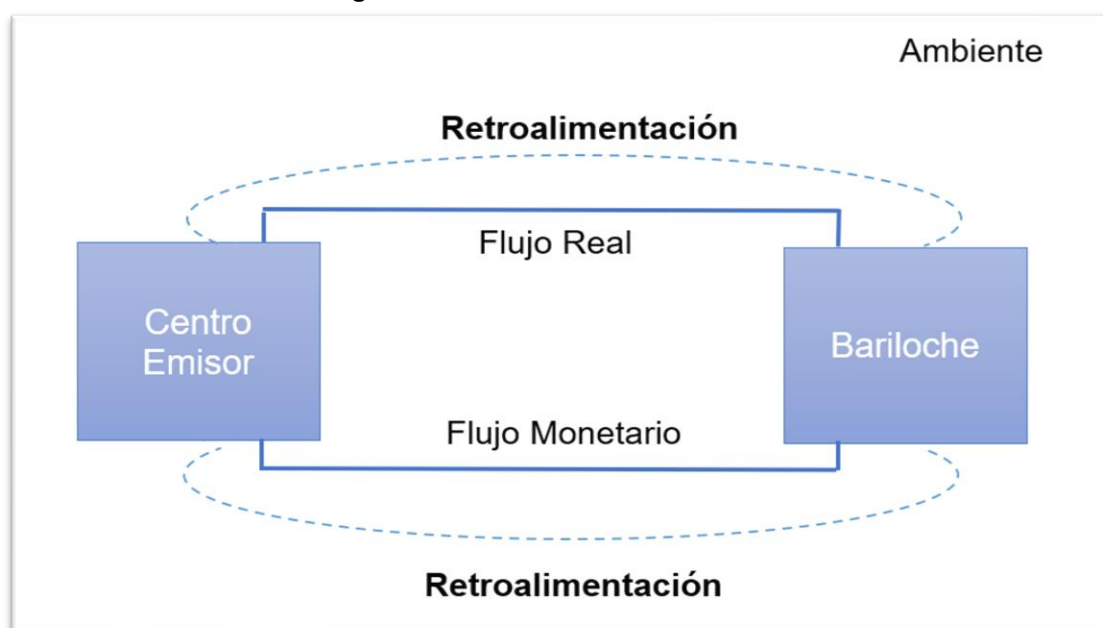 Ambiente
Retroalimentación
Flujo Real
Centro
Emisor
Bariloche
Flujo Monetario
Retroalimentación